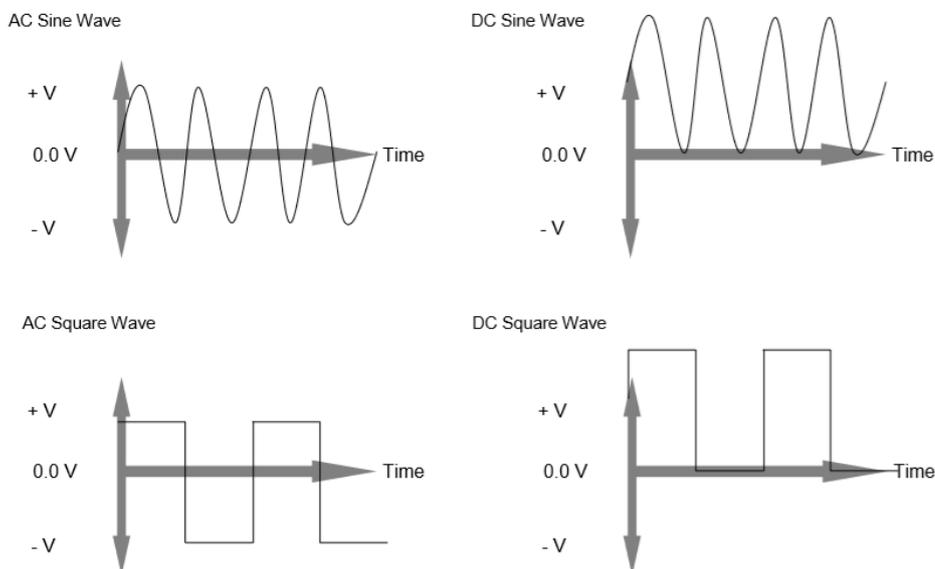 AC Sine Wave
+ V
0.0 V
Time
- V
DC Sine Wave
+ V
0.0 V
Time
- V
AC Square Wave
+ V
0.0 V
Time
- V
DC Square Wave
+ V
0.0 V
Time
- V